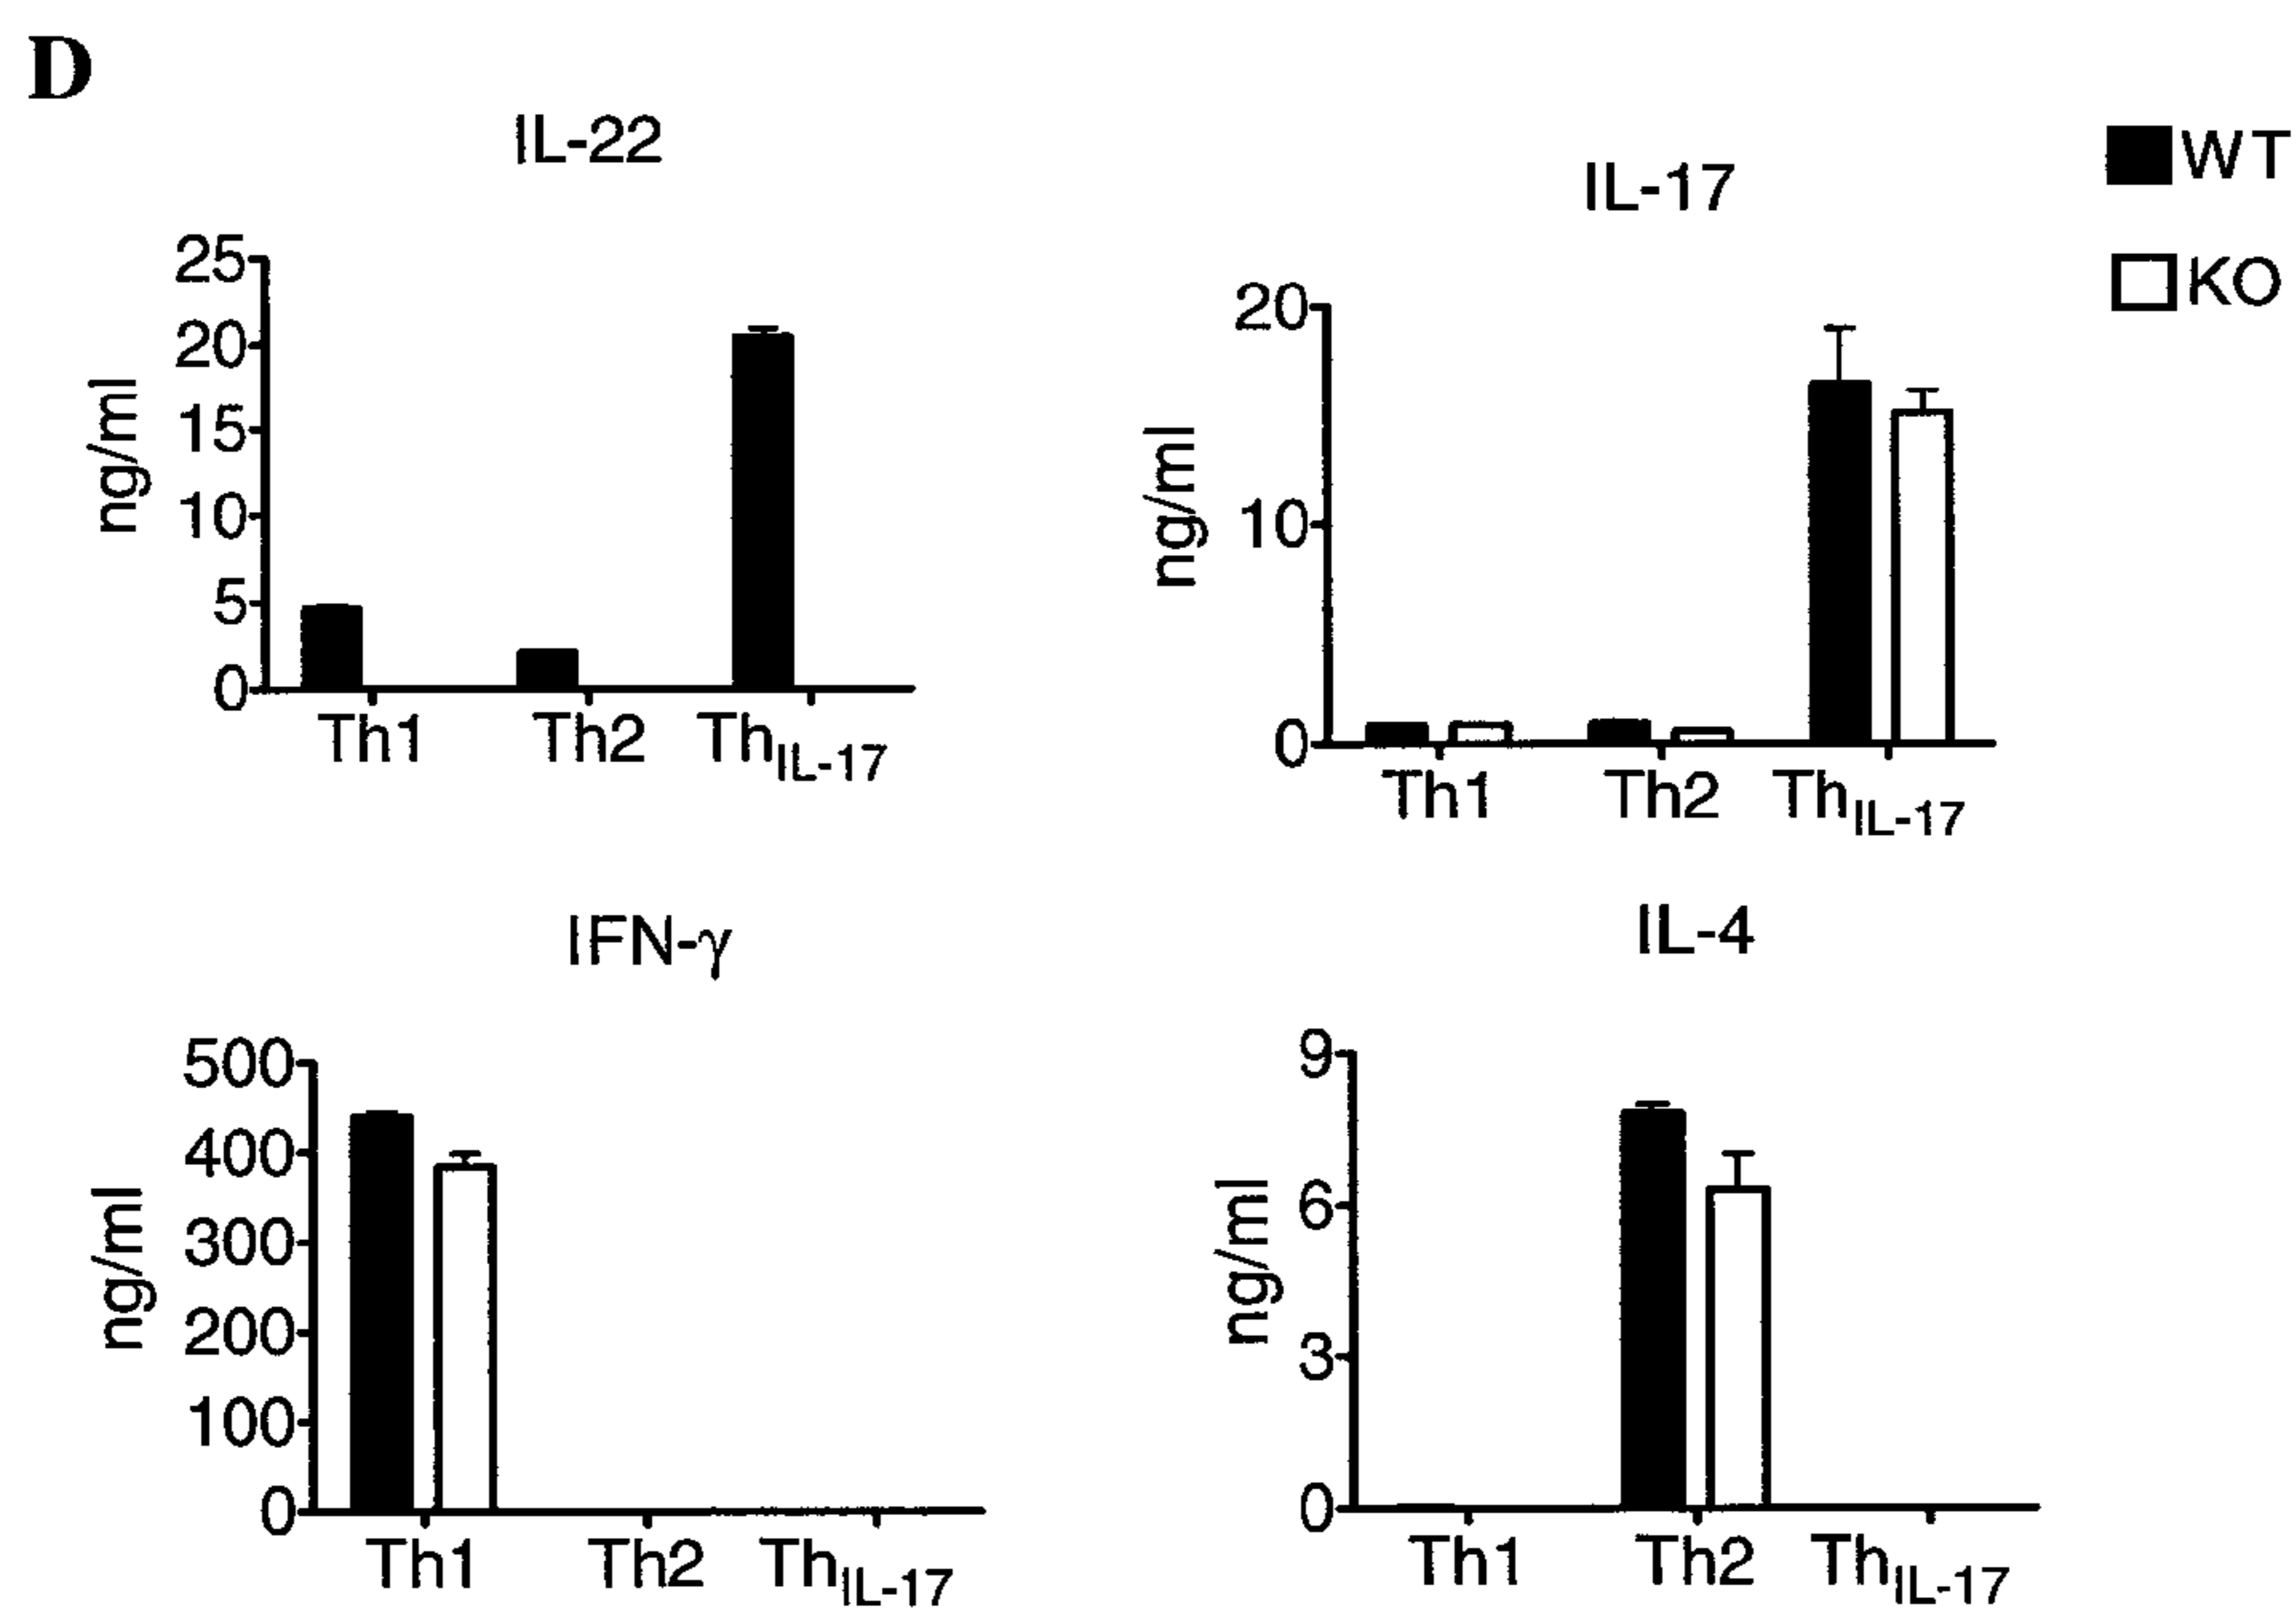 D
IL-22
25
20
15
10
5
0
ng/ml
Th1 Th2 ThIL-17
IL-17
20
10
0
ng/ml
Th1 Th2 ThIL-17
WT
KO
IFN-γ
500
400
300
200
100
0
ng/ml
Th1 Th2 ThIL-17
IL-4
9
6
3
0
ng/ml
Th1 Th2 ThIL-17